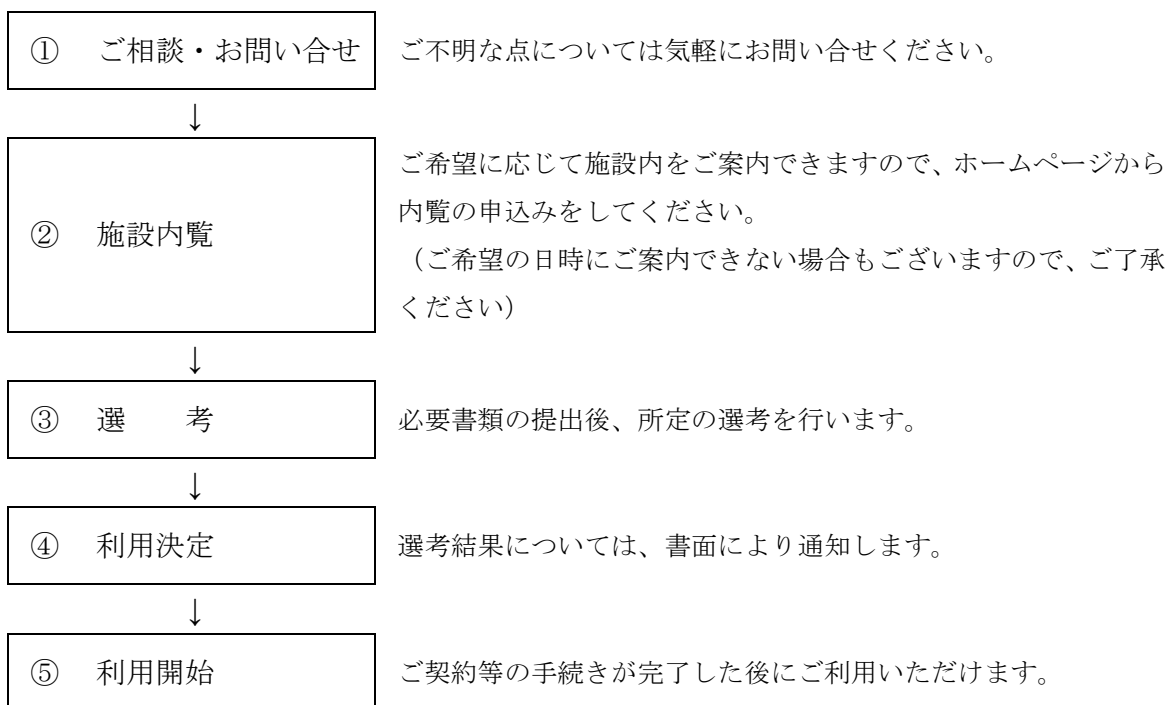 ① ご相談・お問い合せ
ご不明な点については気軽にお問い合せください。
↓
② 施設内覧
ご希望に応じて施設内をご案内できますので、ホームページから
内覧の申込みをしてください。
（ご希望の日時にご案内できない場合もございますので、ご了承
ください）
↓
③ 選　　考
必要書類の提出後、所定の選考を行います。
↓
④ 利用決定
選考結果については、書面により通知します。
↓
⑤ 利用開始
ご契約等の手続きが完了した後にご利用いただけます。